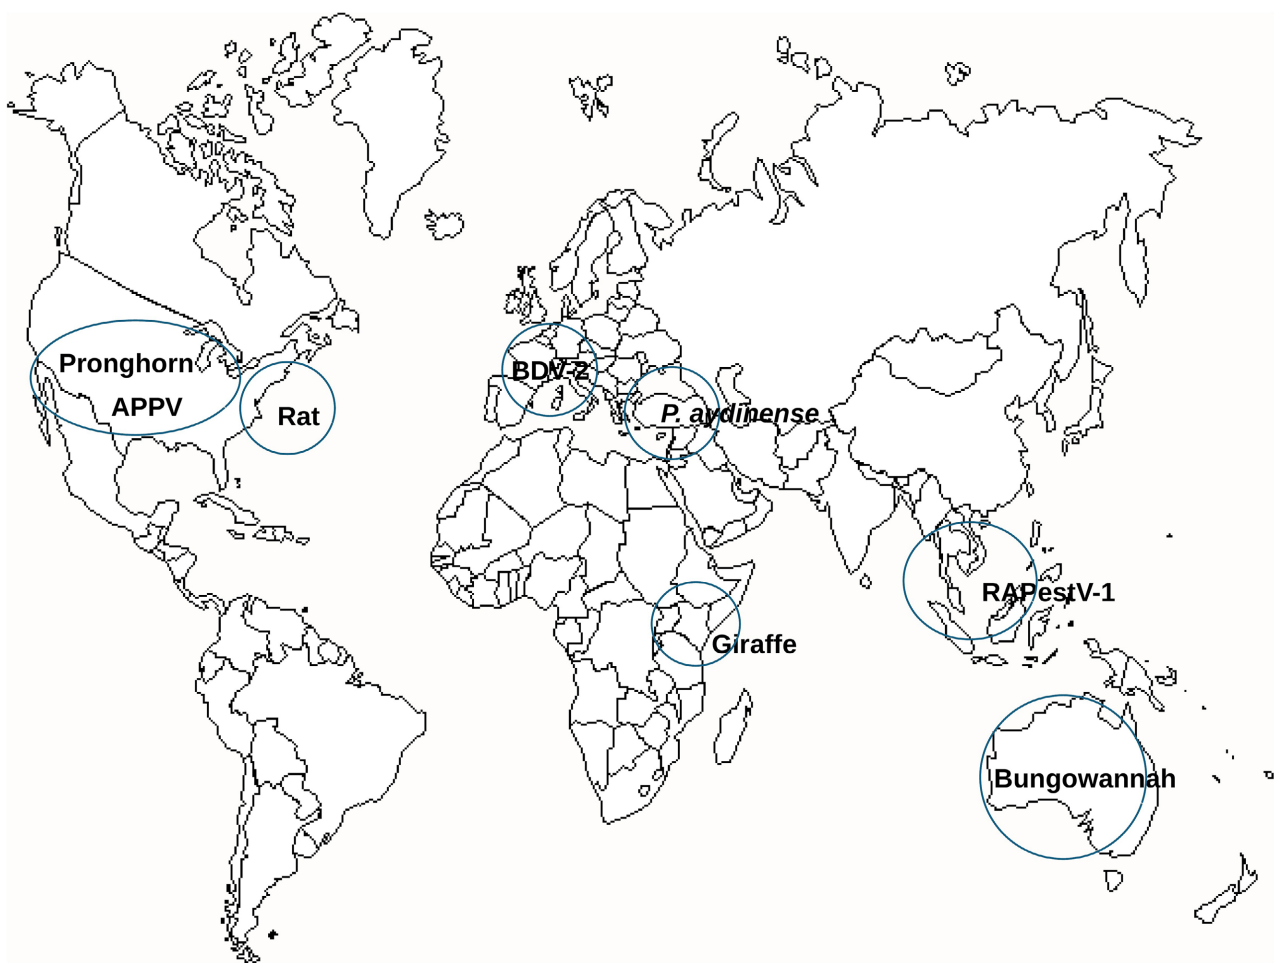 Pronghorn
APPV
Rat
BDV-2
P. aydinense
RAPestV-1
Giraffe
Bungowannah